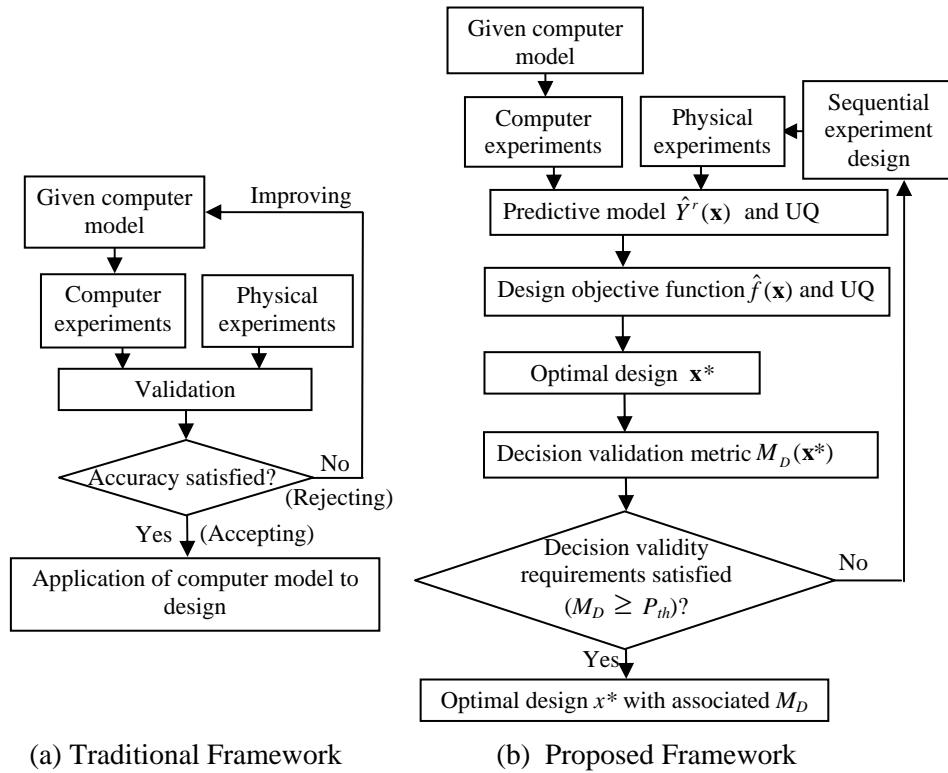 Given computer
model
Improving
Computer
experiments
Physical
experiments
Validation
Accuracy satisfied?
No
(Rejecting)
Yes
(Accepting)
Application of computer model to
design
(a) Traditional Framework
Given computer
model
Computer
experiments
Physical
experiments
Sequential
experiment
design
Predictive model Ŷ^r(x) and UQ
Design objective function f̂(x) and UQ
Optimal design x*
Decision validation metric M_D(x*)
Decision validity
requirements satisfied
(M_D ≥ P_th)?
No
Yes
Optimal design x* with associated M_D
(b) Proposed Framework